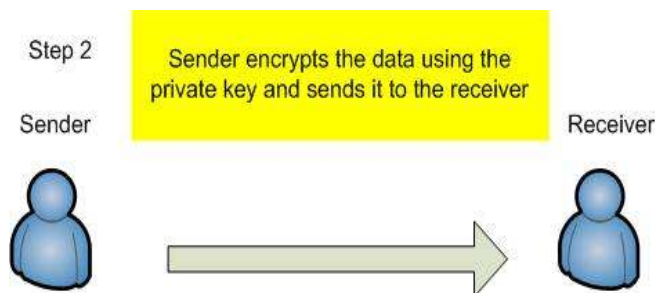 Step 2
Sender encrypts the data using the
private key and sends it to the receiver
Sender
Receiver